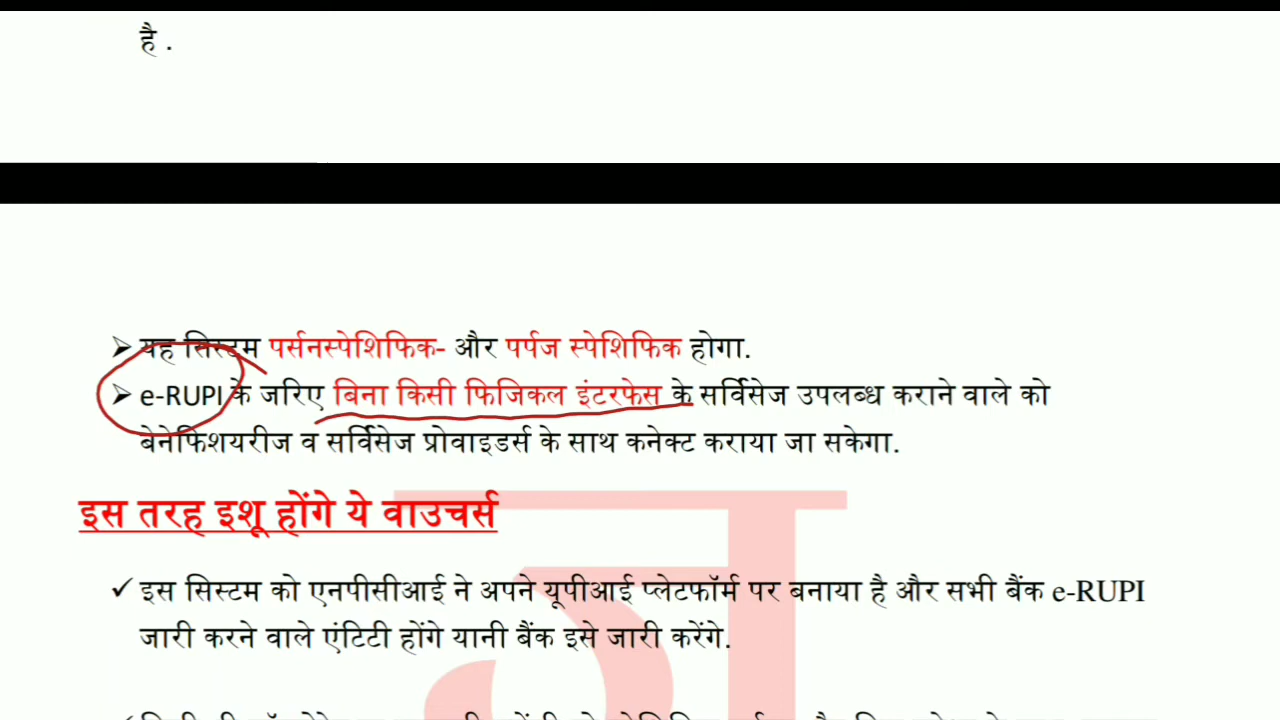 है .
➢ यह सिस्टम पर्सनस्पेशिफिक- और पर्पज स्पेशिफिक होगा.
➢ e-RUPI के जरिए बिना किसी फिजिकल इंटरफेस के सर्विसेज उपलब्ध कराने वाले को
बेनेफिशयरीज व सर्विसेज प्रोवाइडर्स के साथ कनेक्ट कराया जा सकेगा.
इस तरह इशू होंगे ये वाउचर्स
✓ इस सिस्टम को एनपीसीआई ने अपने यूपीआई प्लेटफॉर्म पर बनाया है और सभी बैंक e-RUPI
जारी करने वाले एंटिटी होंगे यानी बैंक इसे जारी करेंगे.